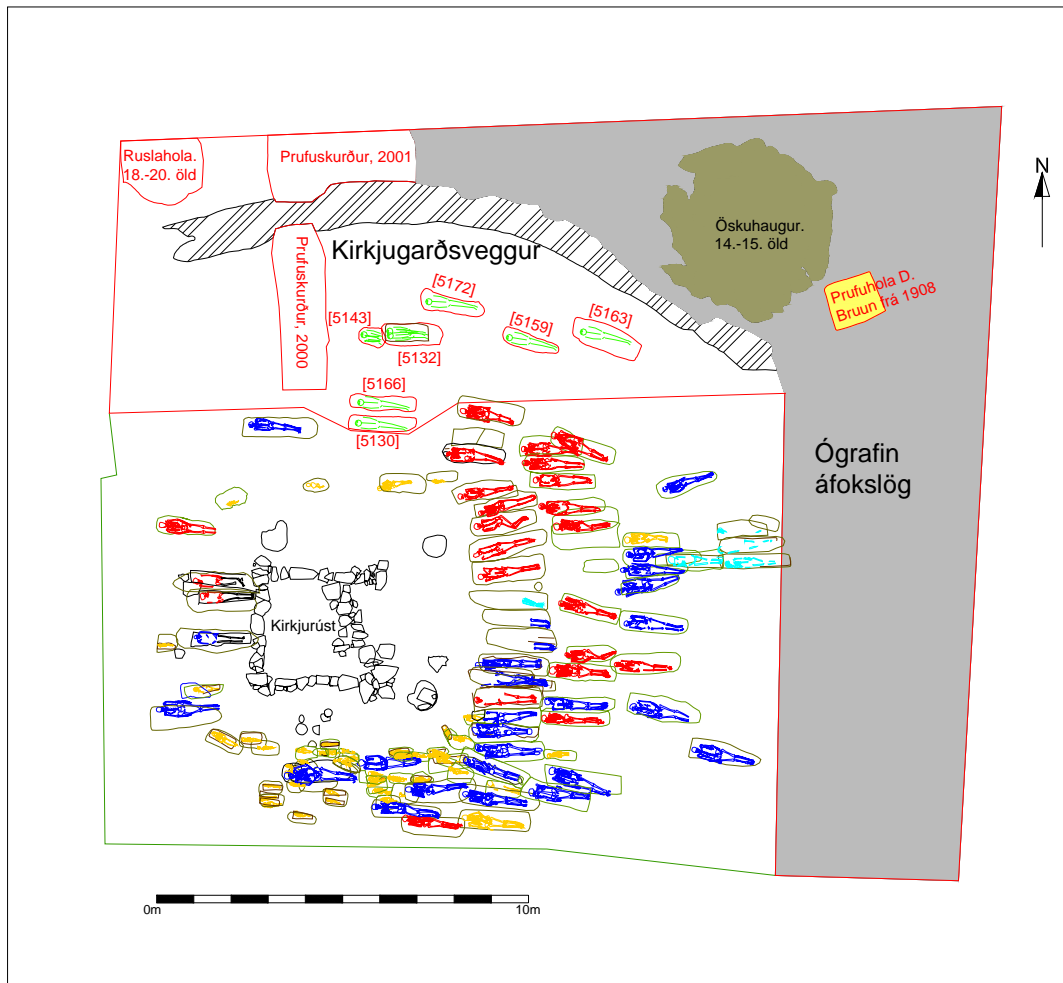 Ruslahola.
18.-20. öld
Prufuskurður, 2001
N
Öskuhaugur.
14.-15. öld
Kirkjugarðsveggur
Prufuskurður, 2000
[5172]
Prufuhola D.
Bruun frá 1908
[5143]
[5159]
[5163]
[5132]
[5166]
[5130]
Ógrafin
áfokslög
Kirkjurúst
0m
10m